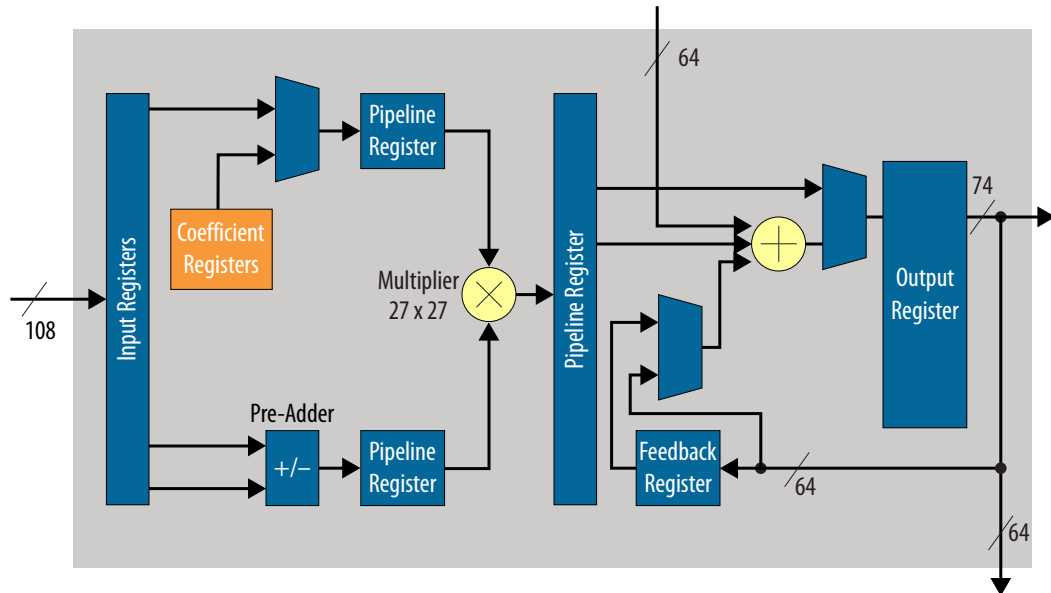 64
Pipeline
Register
Coefficient
Registers
Input Registers
108
Multiplier
27 x 27
Pre-Adder
+/–
Pipeline
Register
Pipeline Register
74
Output
Register
Feedback
Register
64
64